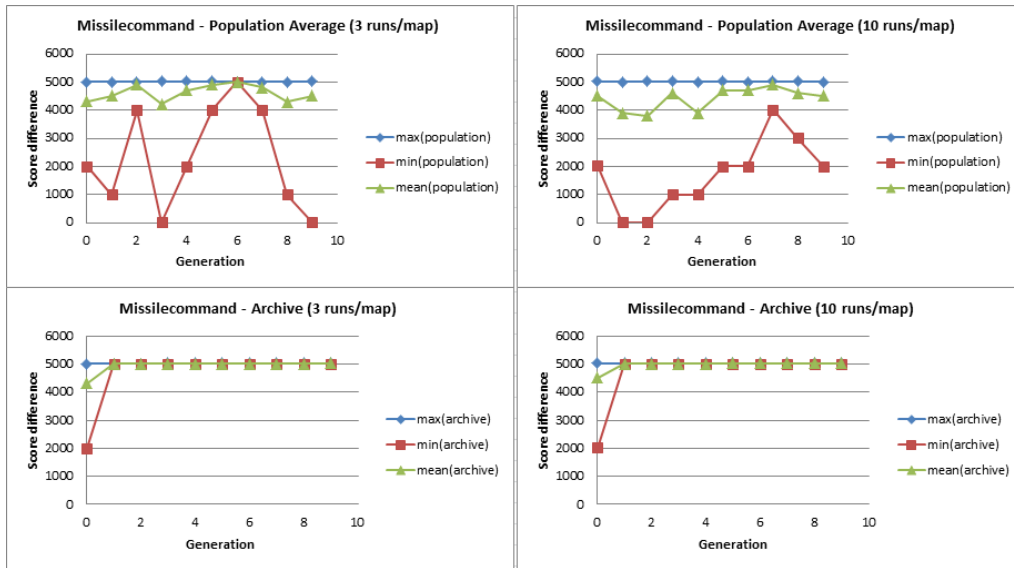 Missilecommand - Population Average (3 runs/map)
6000
5000
4000
3000
2000
1000
0
Score difference
0 2 4 6 8 10
Generation
max(population)
min(population)
mean(population)
Missilecommand - Population Average (10 runs/map)
6000
5000
4000
3000
2000
1000
0
Score difference
0 2 4 6 8 10
Generation
max(population)
min(population)
mean(population)
Missilecommand - Archive (3 runs/map)
6000
5000
4000
3000
2000
1000
0
Score difference
0 2 4 6 8 10
Generation
max(archive)
min(archive)
mean(archive)
Missilecommand - Archive (10 runs/map)
6000
5000
4000
3000
2000
1000
0
Score difference
0 2 4 6 8 10
Generation
max(archive)
min(archive)
mean(archive)